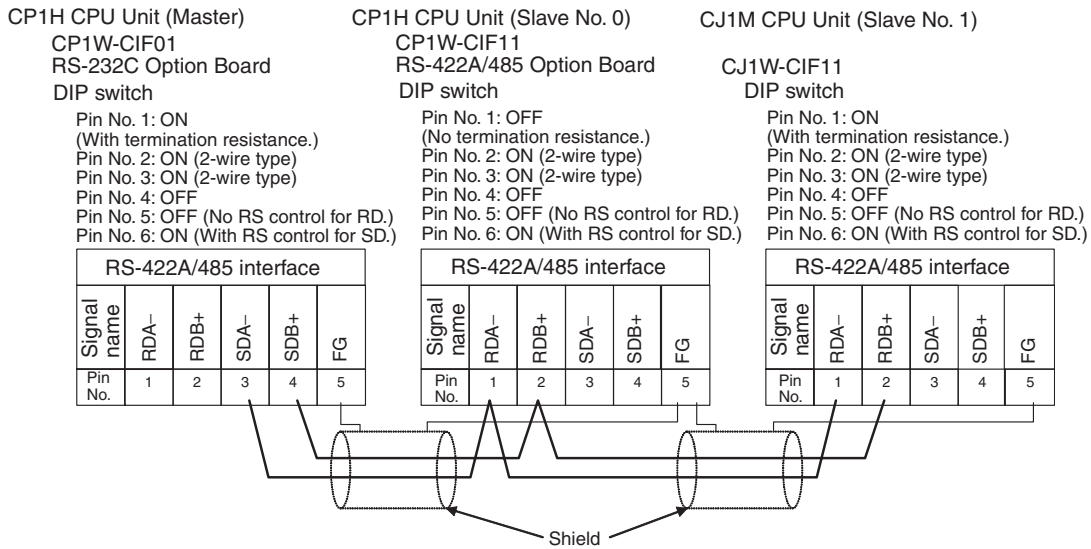 CP1H CPU Unit (Master)
CP1W-CIF01
RS-232C Option Board
DIP switch
Pin No. 1: ON
(With termination resistance.)
Pin No. 2: ON (2-wire type)
Pin No. 3: ON (2-wire type)
Pin No. 4: OFF
Pin No. 5: OFF (No RS control for RD.)
Pin No. 6: ON (With RS control for SD.)
RS-422A/485 interface
Signal name
RDA−
RDB+
SDA−
SDB+
FG
Pin No.
1
2
3
4
5
CP1H CPU Unit (Slave No. 0)
CP1W-CIF11
RS-422A/485 Option Board
DIP switch
Pin No. 1: OFF
(No termination resistance.)
Pin No. 2: ON (2-wire type)
Pin No. 3: ON (2-wire type)
Pin No. 4: OFF
Pin No. 5: OFF (No RS control for RD.)
Pin No. 6: ON (With RS control for SD.)
RS-422A/485 interface
Signal name
RDA−
RDB+
SDA−
SDB+
FG
Pin No.
1
2
3
4
5
CJ1M CPU Unit (Slave No. 1)
CJ1W-CIF11
DIP switch
Pin No. 1: ON
(With termination resistance.)
Pin No. 2: ON (2-wire type)
Pin No. 3: ON (2-wire type)
Pin No. 4: OFF
Pin No. 5: OFF (No RS control for RD.)
Pin No. 6: ON (With RS control for SD.)
RS-422A/485 interface
Signal name
RDA−
RDB+
SDA−
SDB+
FG
Pin No.
1
2
3
4
5
Shield